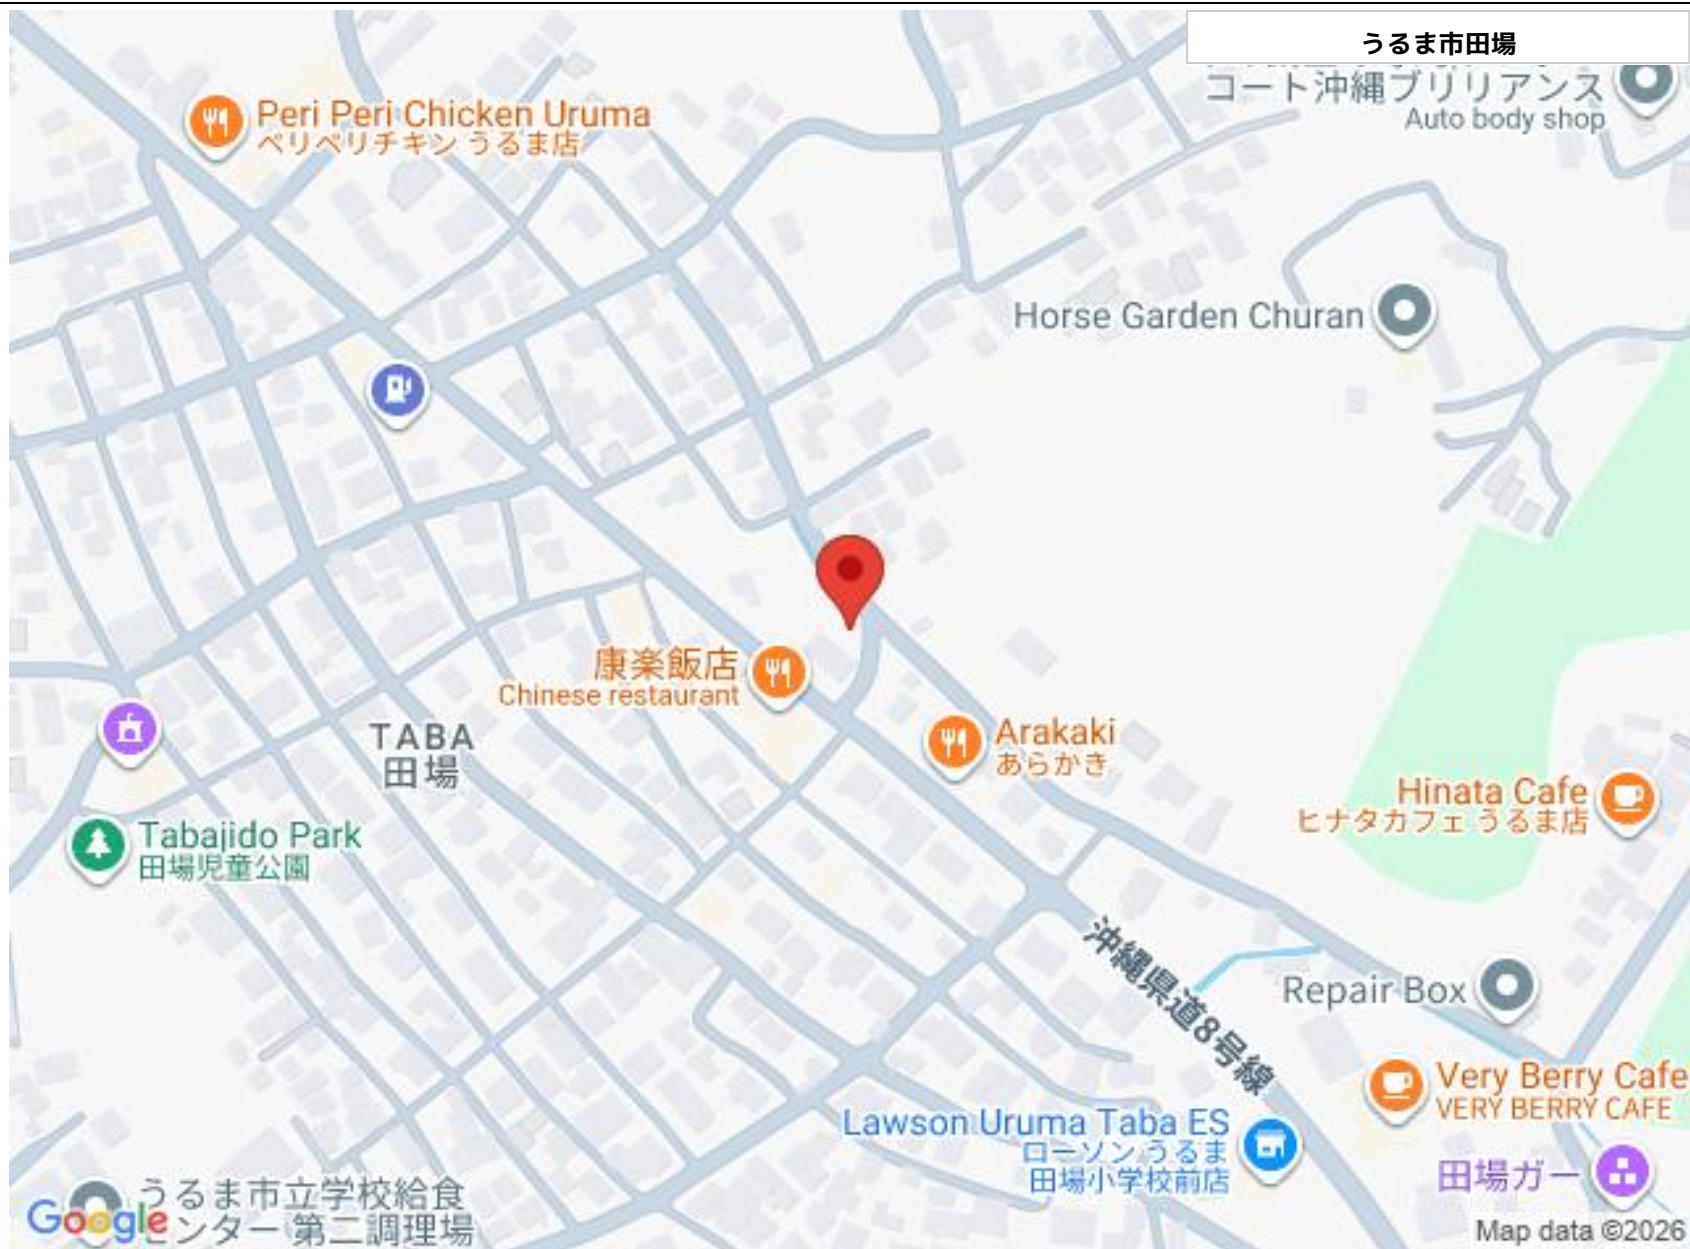 うるま市田場
コート沖縄ブリリアンス
Auto body shop
Peri Peri Chicken Uruma
ペリペリチキン うるま店
Horse Garden Churan
康楽飯店
Chinese restaurant
TABA
田場
Arakaki
あらかき
Hinata Cafe
ヒナタカフェ うるま店
Tabajido Park
田場児童公園
沖縄県道8号線
Repair Box
Very Berry Cafe
VERY BERRY CAFE
Lawson Uruma Taba ES
ローソン うるま
田場小学校前店
田場ガー
うるま市立学校給食
ンター 第二調理場
Google
Map data ©2026